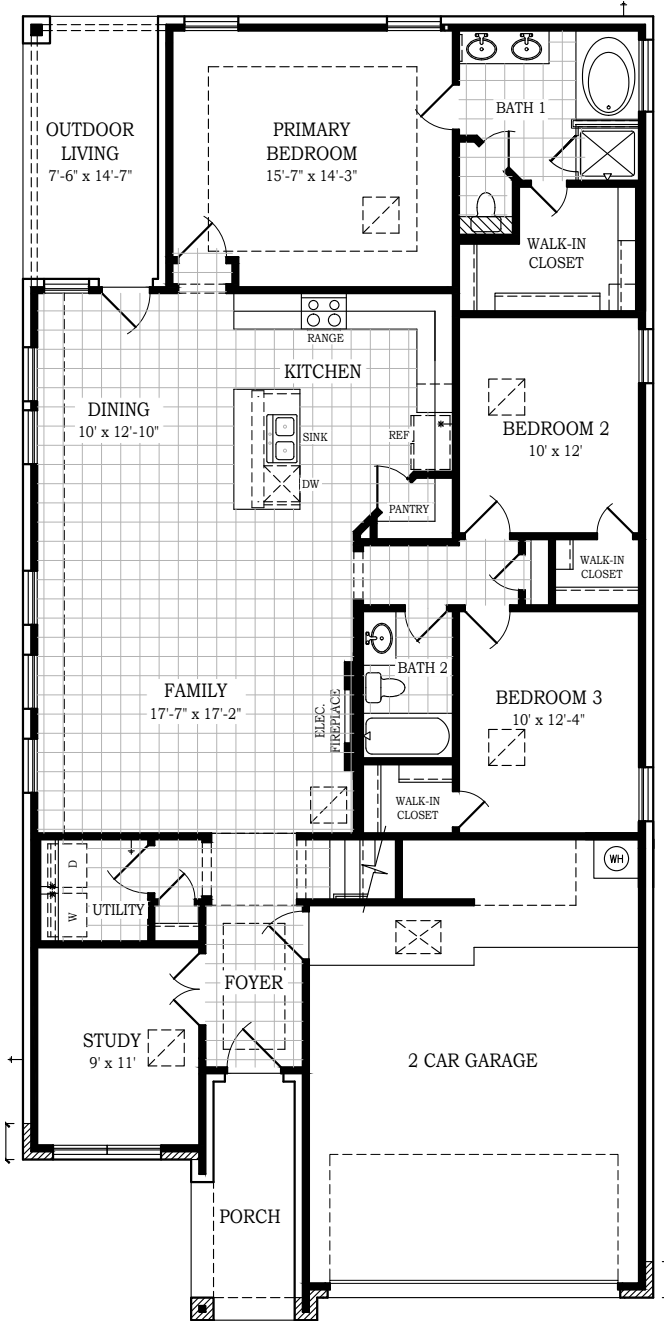 OUTDOOR
LIVING
7'-6" x 14'-7"
PRIMARY
BEDROOM
15'-7" x 14'-3"
BATH 1
WALK-IN
CLOSET
RANGE
KITCHEN
DINING
10' x 12'-10"
SINK
REF
DW
PANTRY
BEDROOM 2
10' x 12'
WALK-IN
CLOSET
BATH 2
FAMILY
17'-7" x 17'-2"
ELEC.
FIREPLACE
BEDROOM 3
10' x 12'-4"
WALK-IN
CLOSET
WH
D
W
UTILITY
FOYER
STUDY
9' x 11'
2 CAR GARAGE
PORCH